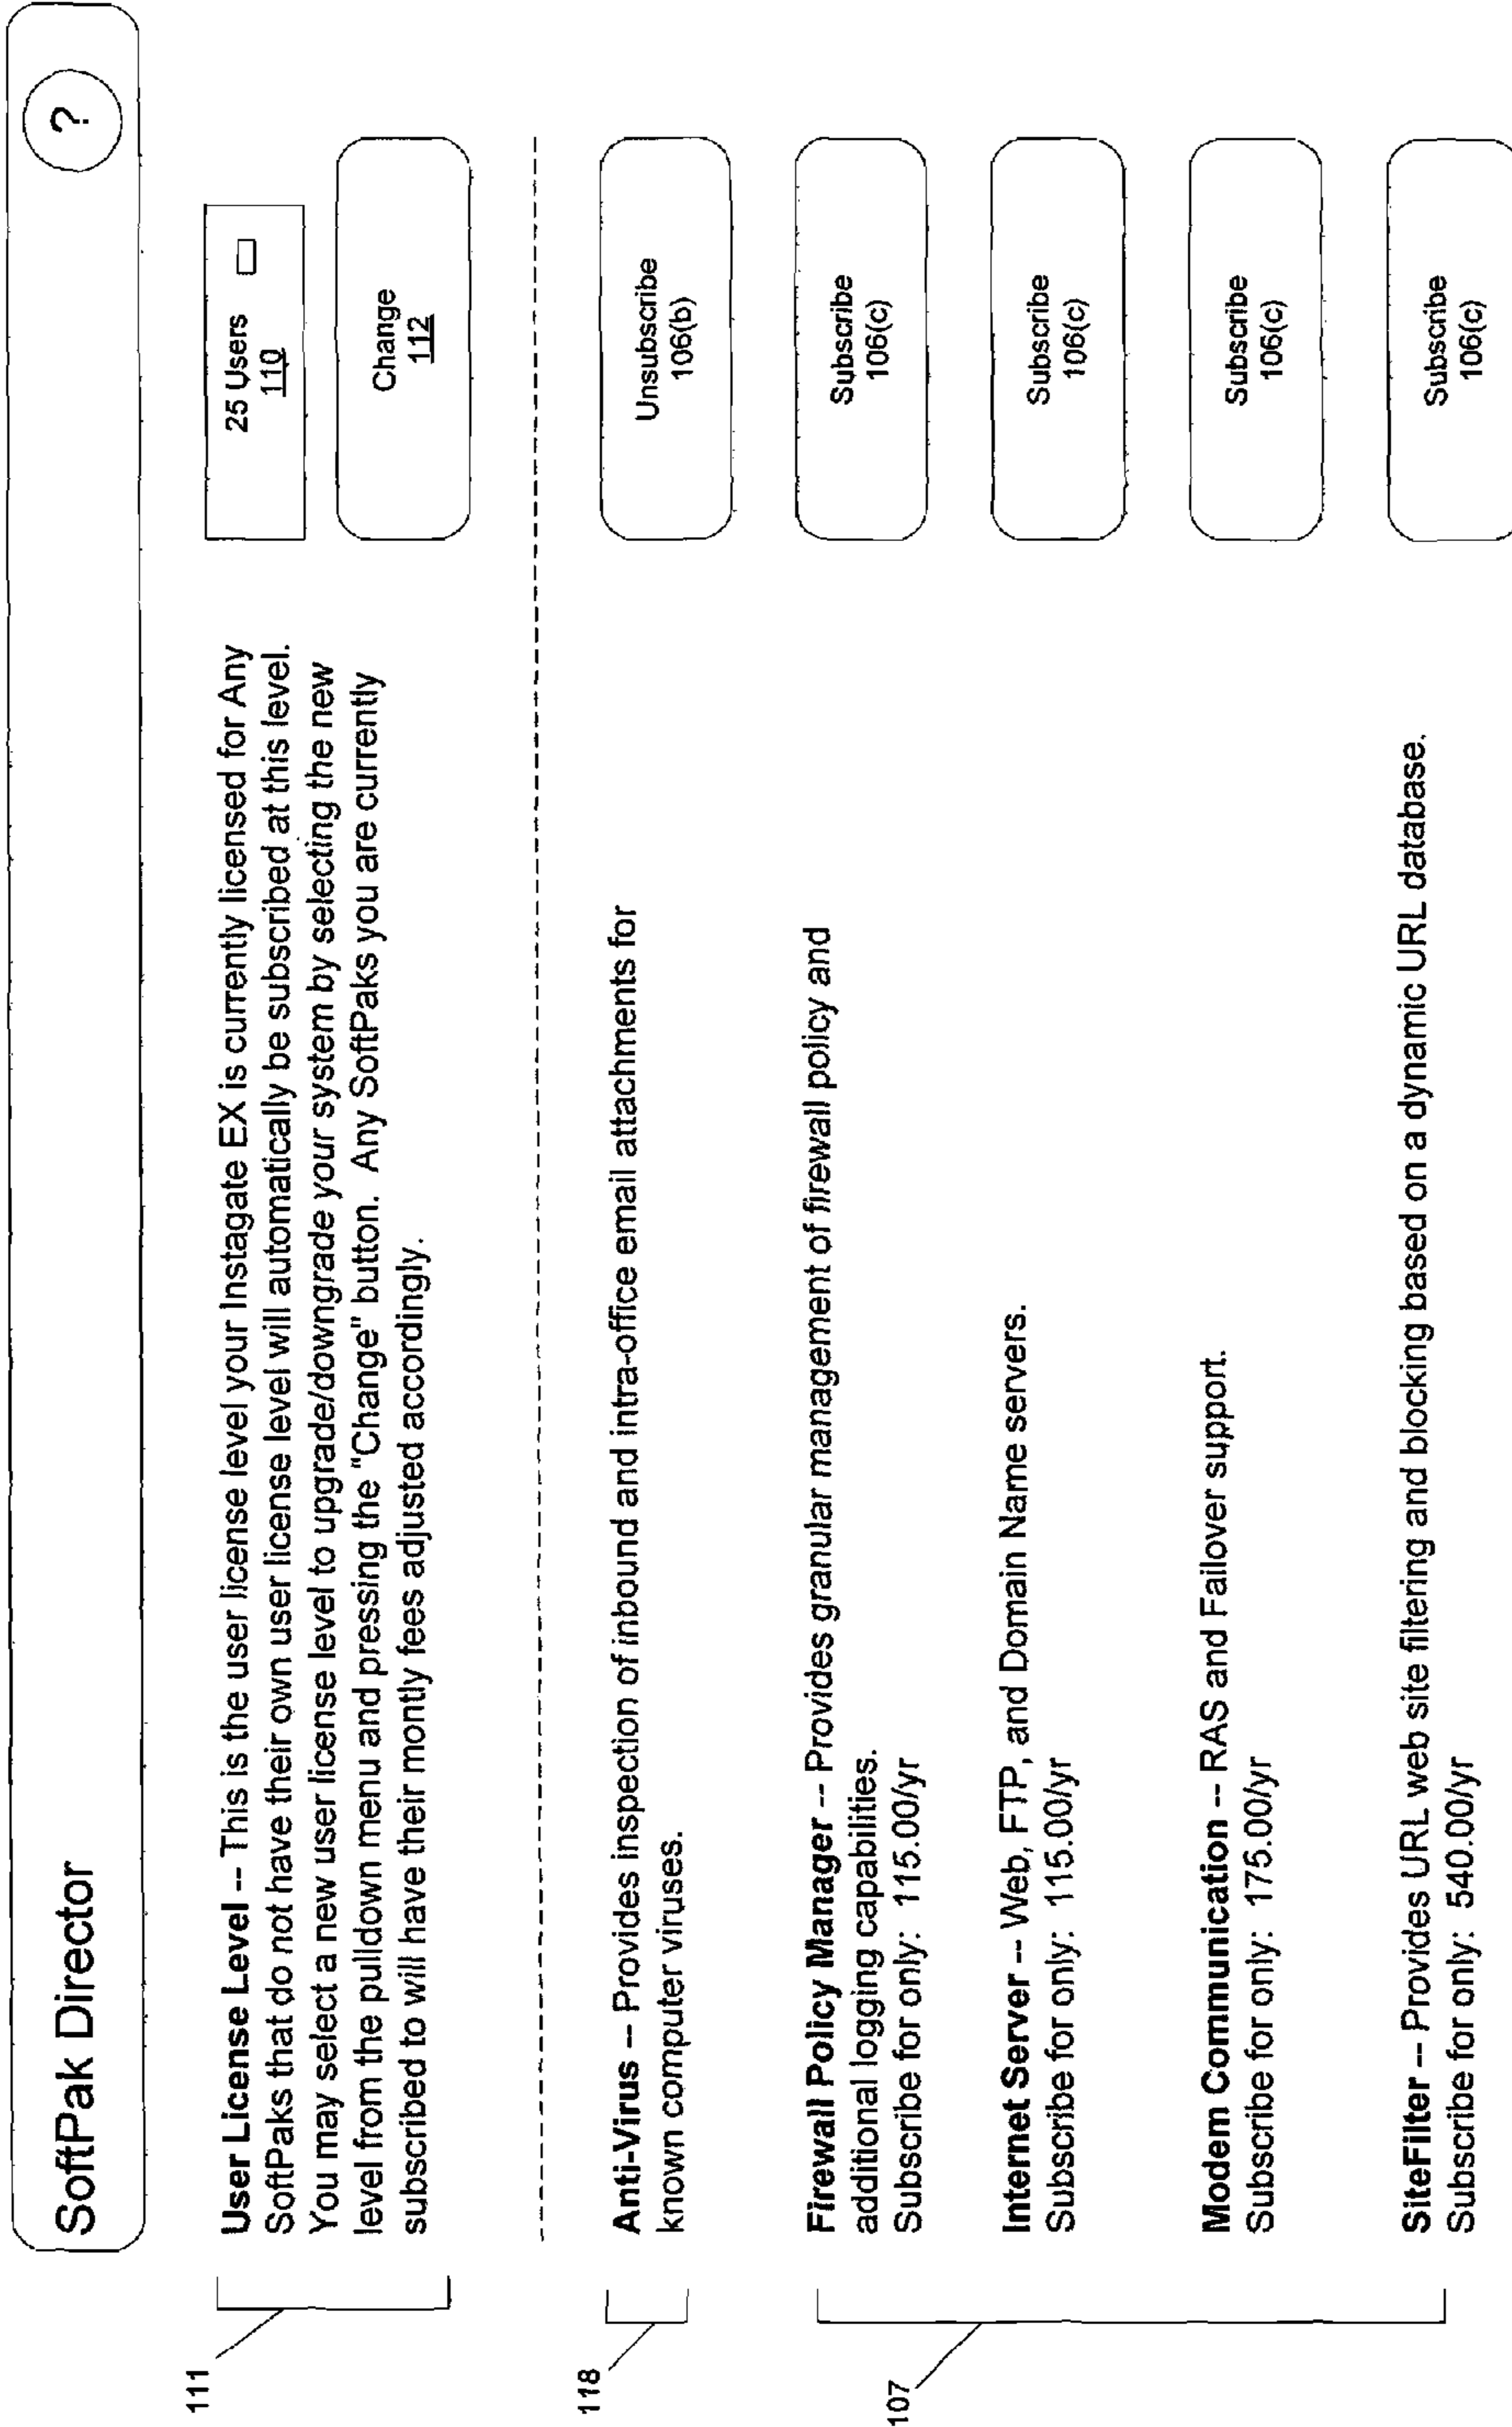 SoftPak Director
?
111
User License Level -- This is the user license level your Instagate EX is currently licensed for Any
SoftPaks that do not have their own user license level will automatically be subscribed at this level.
You may select a new user license level to upgrade/downgrade your system by selecting the new
level from the pulldown menu and pressing the "Change" button. Any SoftPaks you are currently
subscribed to will have their montly fees adjusted accordingly.
25 Users
110
Change
112
118
Anti-Virus -- Provides inspection of inbound and intra-office email attachments for
known computer viruses.
Unsubscribe
106(b)
107
Firewall Policy Manager -- Provides granular management of firewall policy and
additional logging capabilities.
Subscribe for only: 115.00/yr
Subscribe
106(c)
Internet Server -- Web, FTP, and Domain Name servers.
Subscribe for only: 115.00/yr
Subscribe
106(c)
Modem Communication -- RAS and Failover support.
Subscribe for only: 175.00/yr
Subscribe
106(c)
SiteFilter -- Provides URL web site filtering and blocking based on a dynamic URL database.
Subscribe for only: 540.00/yr
Subscribe
106(c)